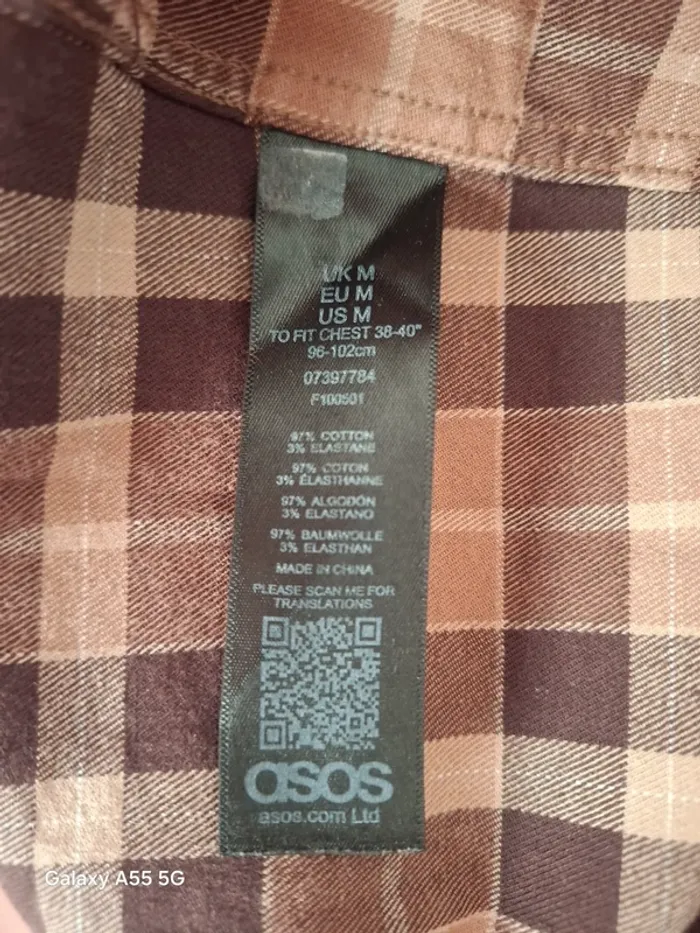 UK M
EU M
US M
TO FIT CHEST 38-40"
96-102cm
07397784
F100501
97% COTTON
3% ELASTANE
97% COTON
3% ÉLASTHANNE
97% ALGODÓN
3% ELASTANO
97% BAUMWOLLE
3% ELASTHAN
MADE IN CHINA
PLEASE SCAN ME FOR
TRANSLATIONS
asos
asos.com Ltd
Galaxy A55 5G